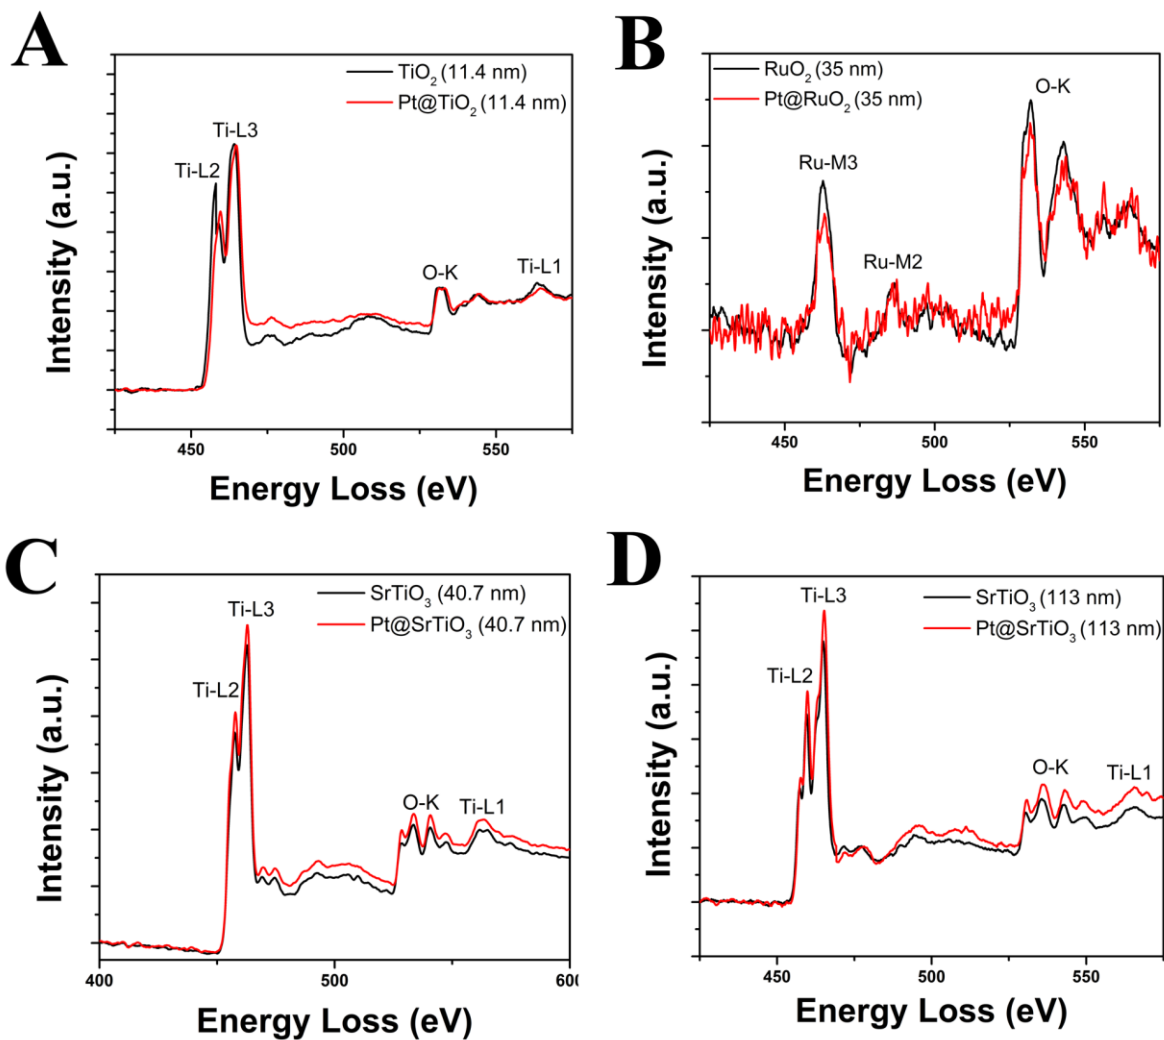 A
TiO2 (11.4 nm)
Pt@TiO2 (11.4 nm)
Ti-L3
Ti-L2
O-K
Ti-L1
Intensity (a.u.)
450
500
550
Energy Loss (eV)
B
RuO2 (35 nm)
Pt@RuO2 (35 nm)
O-K
Ru-M3
Ru-M2
Intensity (a.u.)
450
500
550
Energy Loss (eV)
C
SrTiO3 (40.7 nm)
Pt@SrTiO3 (40.7 nm)
Ti-L3
Ti-L2
O-K
Ti-L1
Intensity (a.u.)
400
450
500
550
600
Energy Loss (eV)
D
SrTiO3 (113 nm)
Pt@SrTiO3 (113 nm)
Ti-L3
Ti-L2
O-K
Ti-L1
Intensity (a.u.)
450
500
550
Energy Loss (eV)